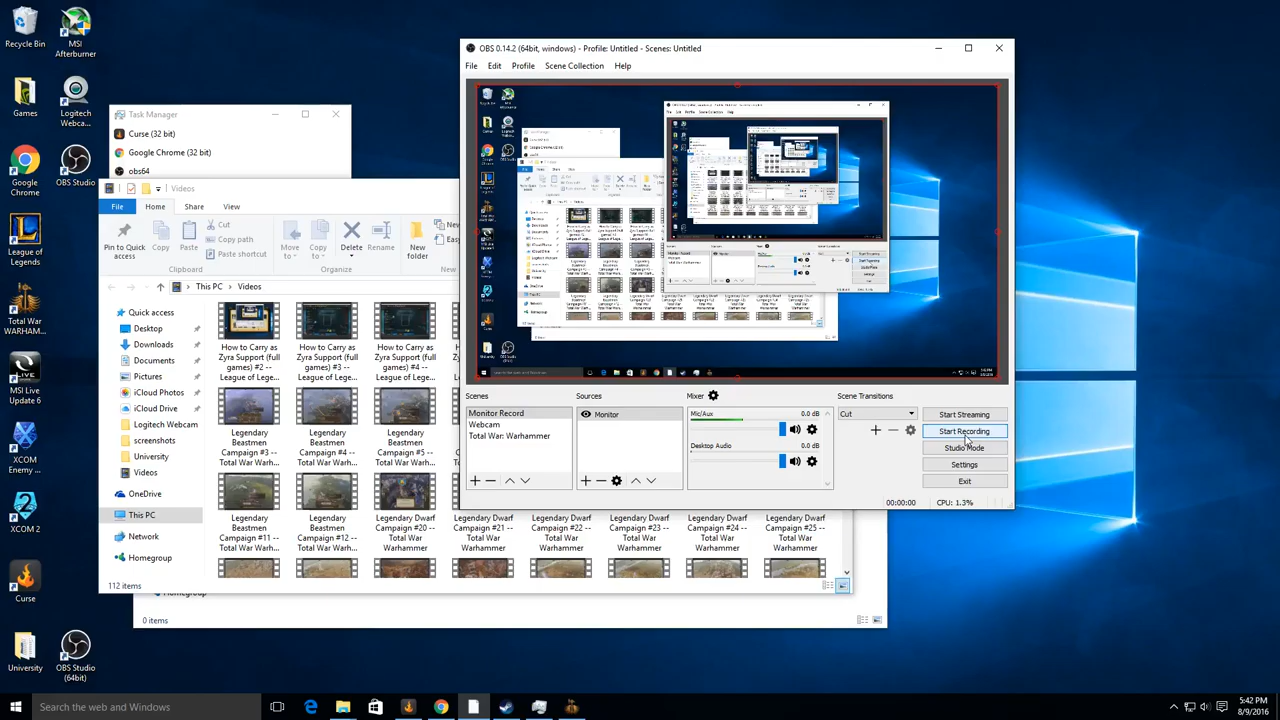 Recycle Bin
MSI
Afterburner
Logitech
Webca...
Google
Chrome
OBS Studio
League of
Legends
Total War
WARHAM...
NHL Live
Update 6
XCOM
Enemy ...
XCOM 2
Curse
University
OBS Studio
(64bit)
Task Manager
Curse (32 bit)
Google Chrome (32 bit)
obs64
Videos
File
Home
Share
View
Pin to Quick
access
Copy
Paste
Cut
Copy path
Paste shortcut
Clipboard
Move
to
Copy
to
Delete
Rename
Organize
New
folder
New
Easy
New
This PC
Videos
Quick access
Desktop
Downloads
Documents
Pictures
iCloud Photos
iCloud Drive
Logitech Webcam
screenshots
University
Videos
OneDrive
This PC
Network
Homegroup
How to Carry as
Zyra Support (full
games) #2 --
League of Lege...
How to Carry as
Zyra Support (full
games) #3 --
League of Lege...
How to Carry as
Zyra Support (full
games) #4 --
League of Lege...
Legendary
Beastmen
Campaign #3 --
Total War Warh...
Legendary
Beastmen
Campaign #4 --
Total War Warh...
Legendary
Beastmen
Campaign #5 --
Total War Warh...
Legendary
Beastmen
Campaign #11 --
Total War Warh...
Legendary
Beastmen
Campaign #12 --
Total War Warh...
Legendary Dwarf
Campaign #20 --
Total War
Warhammer
Legendary Dwarf
Campaign #21 --
Total War
Warhammer
Legendary Dwarf
Campaign #22 --
Total War
Warhammer
Legendary Dwarf
Campaign #23 --
Total War
Warhammer
Legendary Dwarf
Campaign #24 --
Total War
Warhammer
Legendary Dwarf
Campaign #25 --
Total War
Warhammer
112 items
Homegroup
0 items
OBS 0.14.2 (64bit, windows) - Profile: Untitled - Scenes: Untitled
File
Edit
Profile
Scene Collection
Help
Scenes
Monitor Record
Webcam
Total War: Warhammer
Sources
Monitor
Mixer
Mic/Aux
0.0 dB
Desktop Audio
0.0 dB
Scene Transitions
Cut
Start Streaming
Start Recording
Studio Mode
Settings
Exit
00:00:00
CPU: 1.3%
Search the web and Windows
5:42 PM
8/9/2016